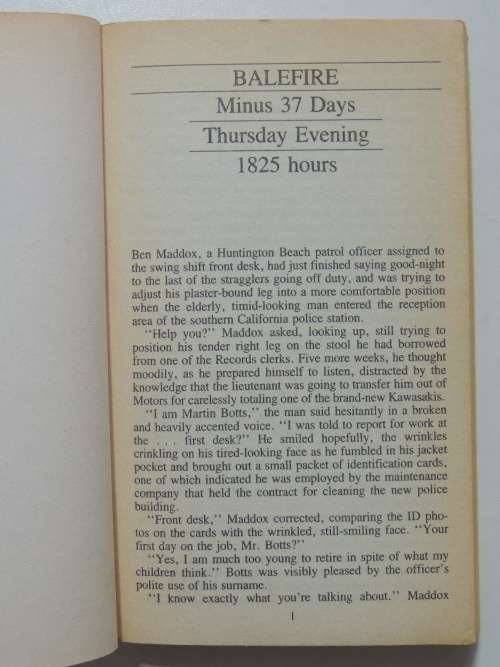 BALEFIRE
Minus 37 Days
Thursday Evening
1825 hours
Ben Maddox, a Huntington Beach patrol officer assigned to
the swing shift front desk, had just finished saying good-night
to the last of the stragglers going off duty, and was trying to
adjust his plaster-bound leg into a more comfortable position
when the elderly, timid-looking man entered the reception
area of the southern California police station.
‘‘Help you?’’ Maddox asked, looking up, still trying to
position his tender right leg on the stool he had borrowed
from one of the Records clerks. Five more weeks, he thought
moodily, as he prepared himself to listen, distracted by the
knowledge that the lieutenant was going to transfer him out of
Motors for carelessly totaling one of the brand-new Kawasakis.
‘‘I am Martin Botts,’’ the man said hesitantly in a broken
and heavily accented voice. ‘‘I was told to report for work at
the . . . first desk?’’ He smiled hopefully, the wrinkles
crinkling on his tired-looking face as he fumbled in his jacket
pocket and brought out a small packet of identification cards,
one of which indicated he was employed by the maintenance
company that held the contract for cleaning the new police
building.
‘‘Front desk,’’ Maddox corrected, comparing the ID pho-
tos on the cards with the wrinkled, still-smiling face. ‘‘Your
first day on the job, Mr. Botts?’’
‘‘Yes, I am much too young to retire in spite of what my
children think.’’ Botts was visibly pleased by the officer’s
polite use of his surname.
‘‘I know exactly what you’re talking about.’’ Maddox
1